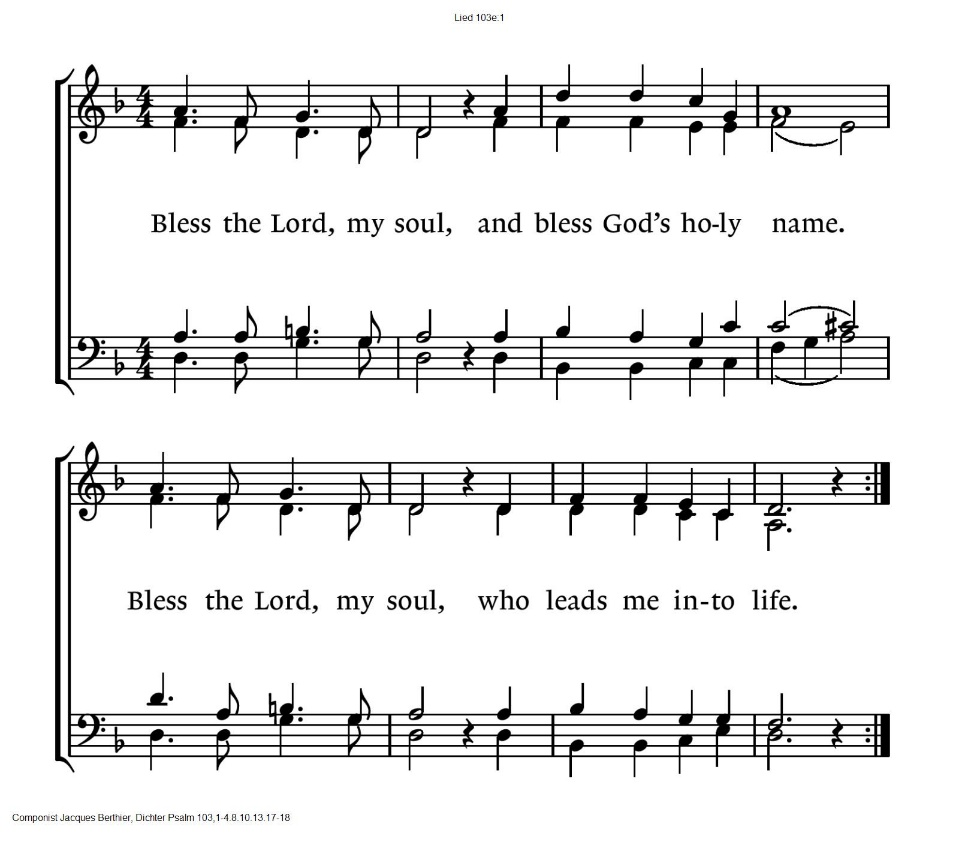 Lied 103e:1
Bless the Lord, my soul, and bless God's ho-ly name.
Bless the Lord, my soul, who leads me in-to life.
Componist Jacques Berthier, Dichter Psalm 103,1-4.8.10.13.17-18